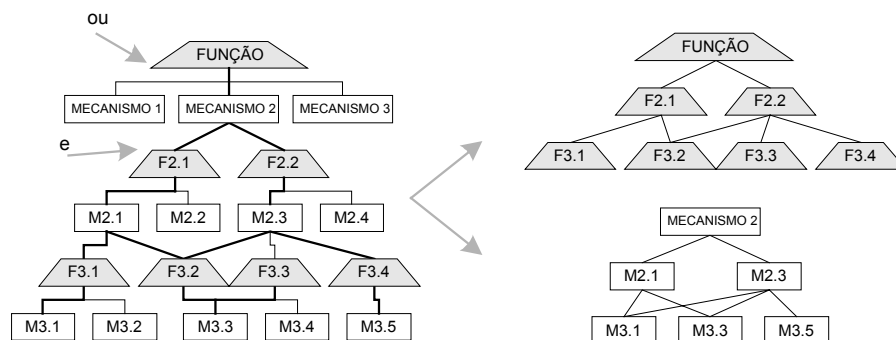 ou
FUNÇÃO
MECANISMO 1 MECANISMO 2 MECANISMO 3
e
F2.1 F2.2
M2.1 M2.2 M2.3 M2.4
F3.1 F3.2 F3.3 F3.4
M3.1 M3.2 M3.3 M3.4 M3.5
FUNÇÃO
F2.1 F2.2
F3.1 F3.2 F3.3 F3.4
MECANISMO 2
M2.1 M2.3
M3.1 M3.3 M3.5